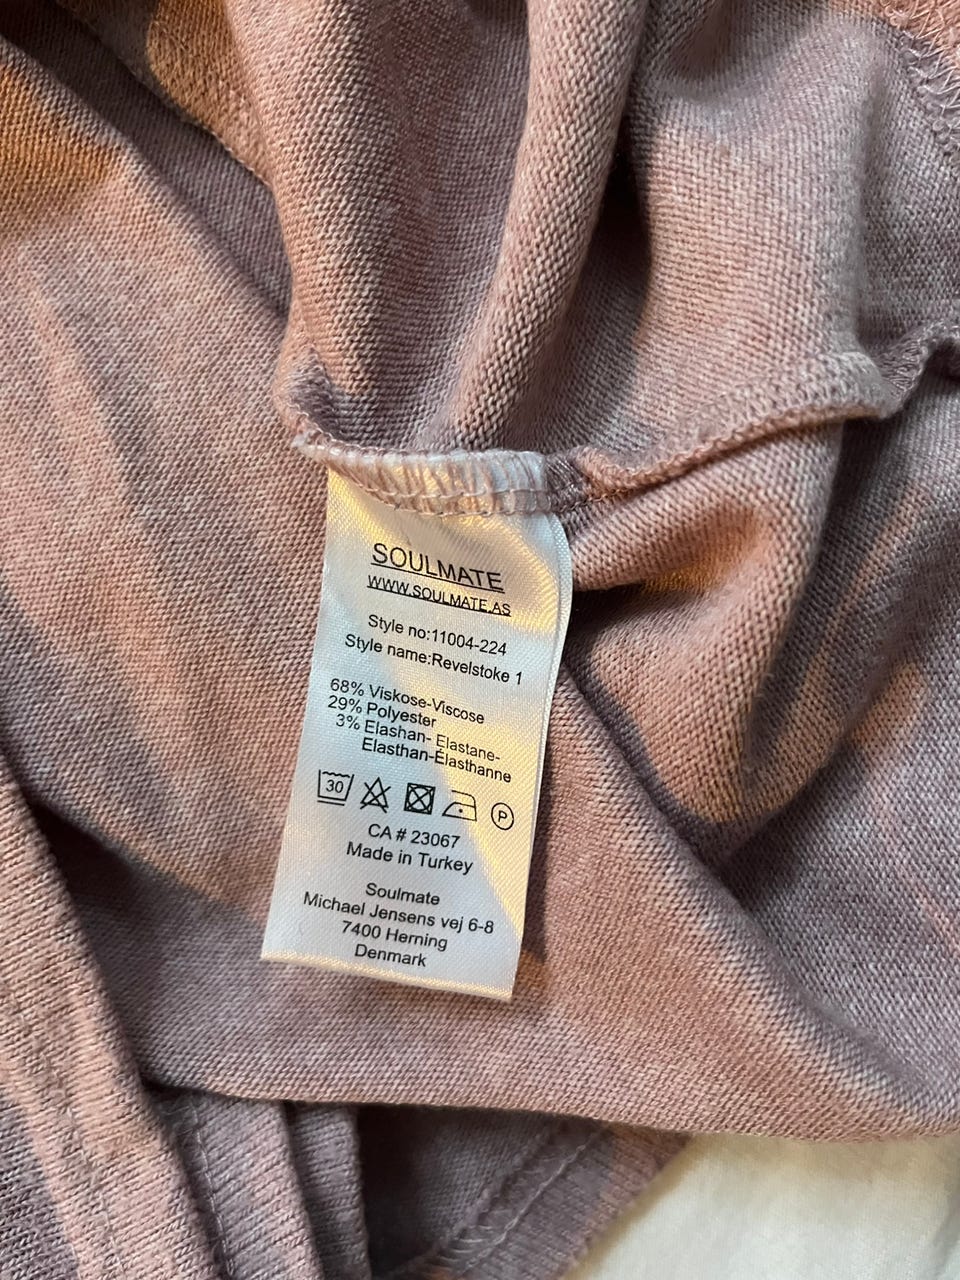 SOULMATE
WWW.SOULMATE.AS
Style no:11004-224
Style name:Revelstoke 1
68% Viskose-Viscose
29% Polyester
3% Elashan- Elastane-
Elasthan-Élasthanne
30 P
CA # 23067
Made in Turkey
Soulmate
Michael Jensens vej 6-8
7400 Herning
Denmark